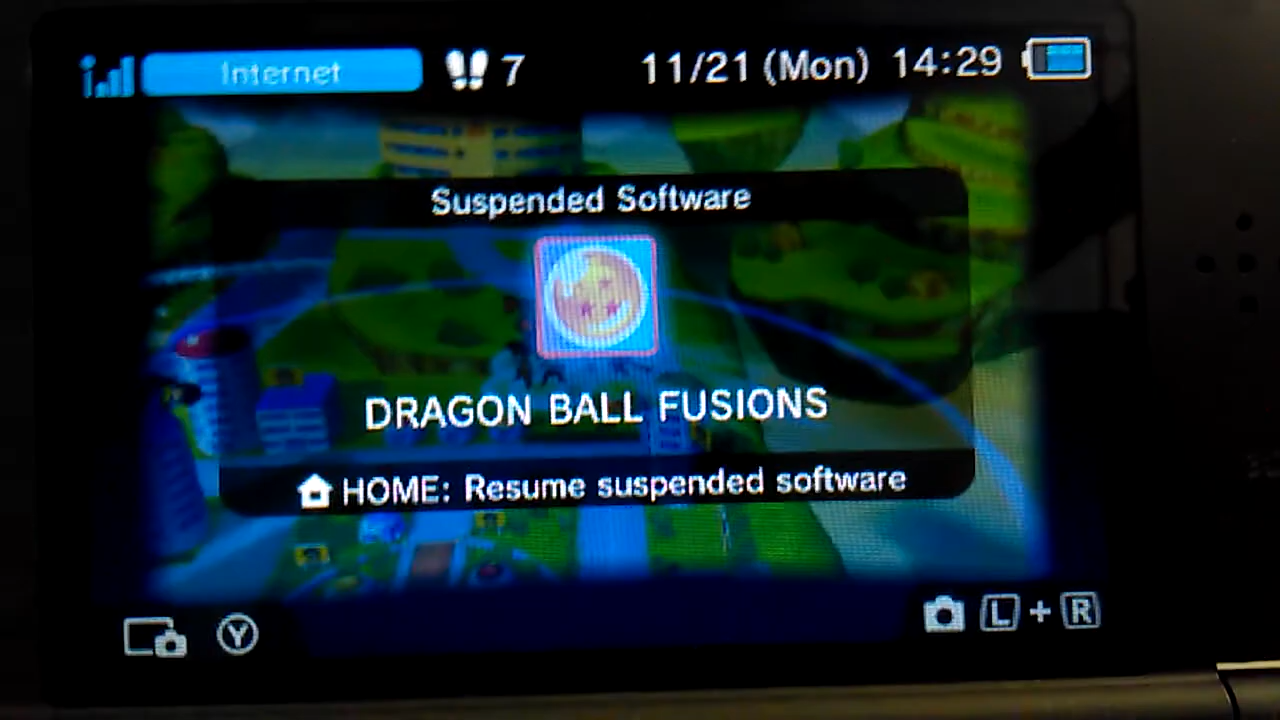 Internet 7 11/21 (Mon) 14:29
Suspended Software
DRAGON BALL FUSIONS
HOME: Resume suspended software
Y L + R